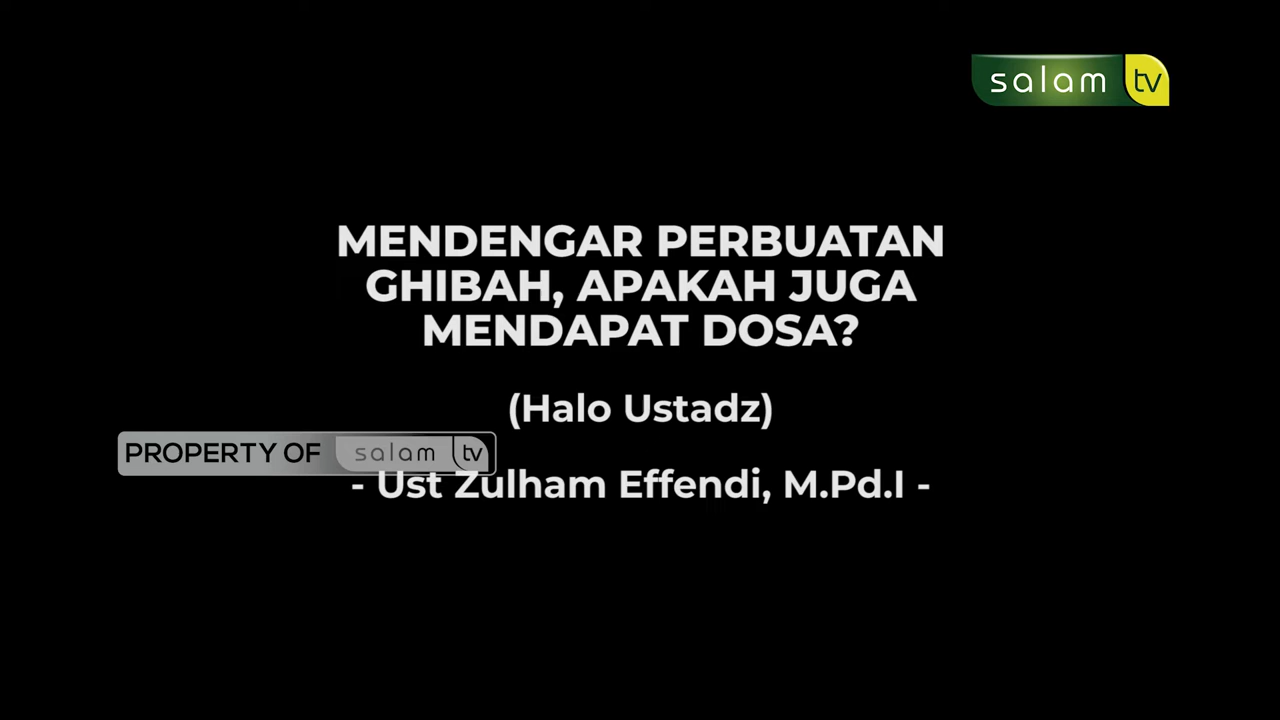 salam tv
MENDENGAR PERBUATAN
GHIBAH, APAKAH JUGA
MENDAPAT DOSA?
(Halo Ustadz)
PROPERTY OF salam tv
- Ust Zulham Effendi, M.Pd.I -